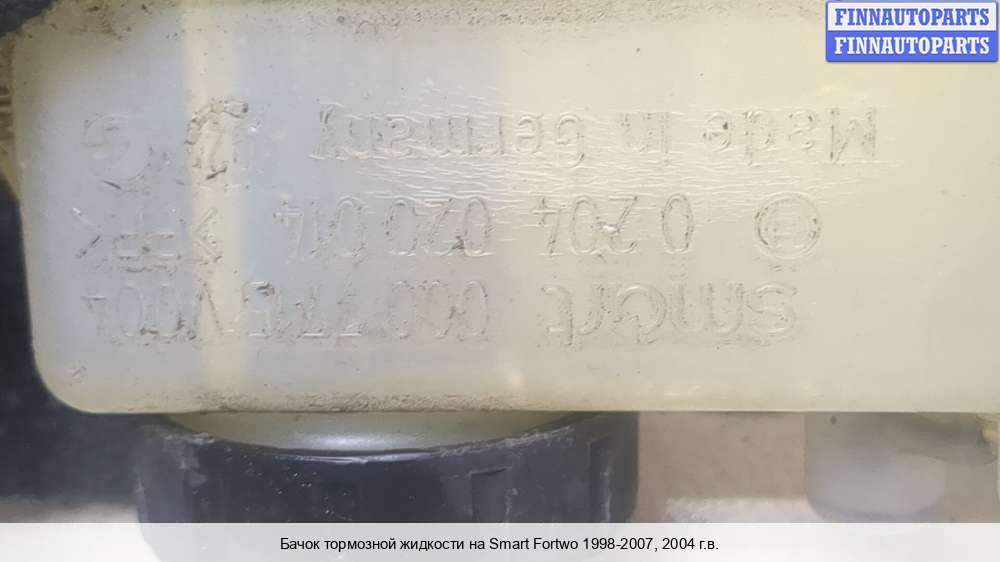 FINNAUTOPARTS
FINNAUTOPARTS
smart
0 204 020 014 >PP<
Made in Germany
Бачок тормозной жидкости на Smart Fortwo 1998-2007, 2004 г.в.